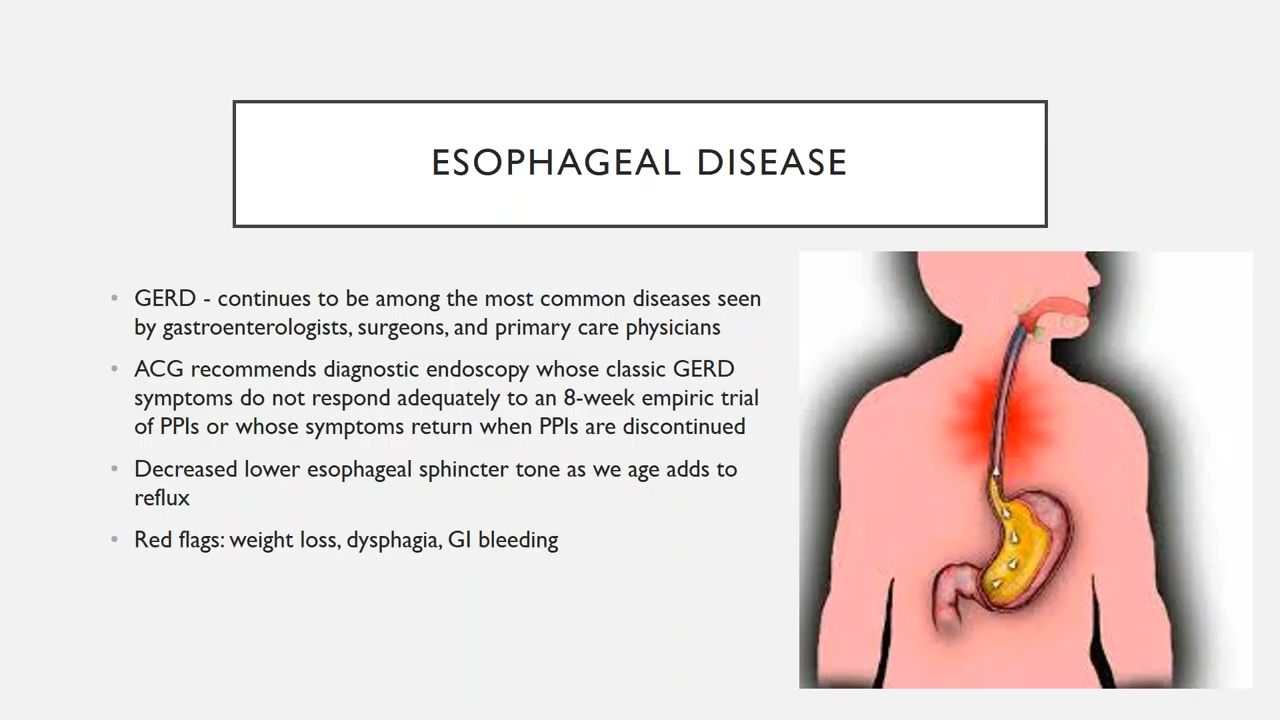 ESOPHAGEAL DISEASE
• GERD - continues to be among the most common diseases seen
by gastroenterologists, surgeons, and primary care physicians
• ACG recommends diagnostic endoscopy whose classic GERD
symptoms do not respond adequately to an 8-week empiric trial
of PPIs or whose symptoms return when PPIs are discontinued
• Decreased lower esophageal sphincter tone as we age adds to
reflux
• Red flags: weight loss, dysphagia, GI bleeding